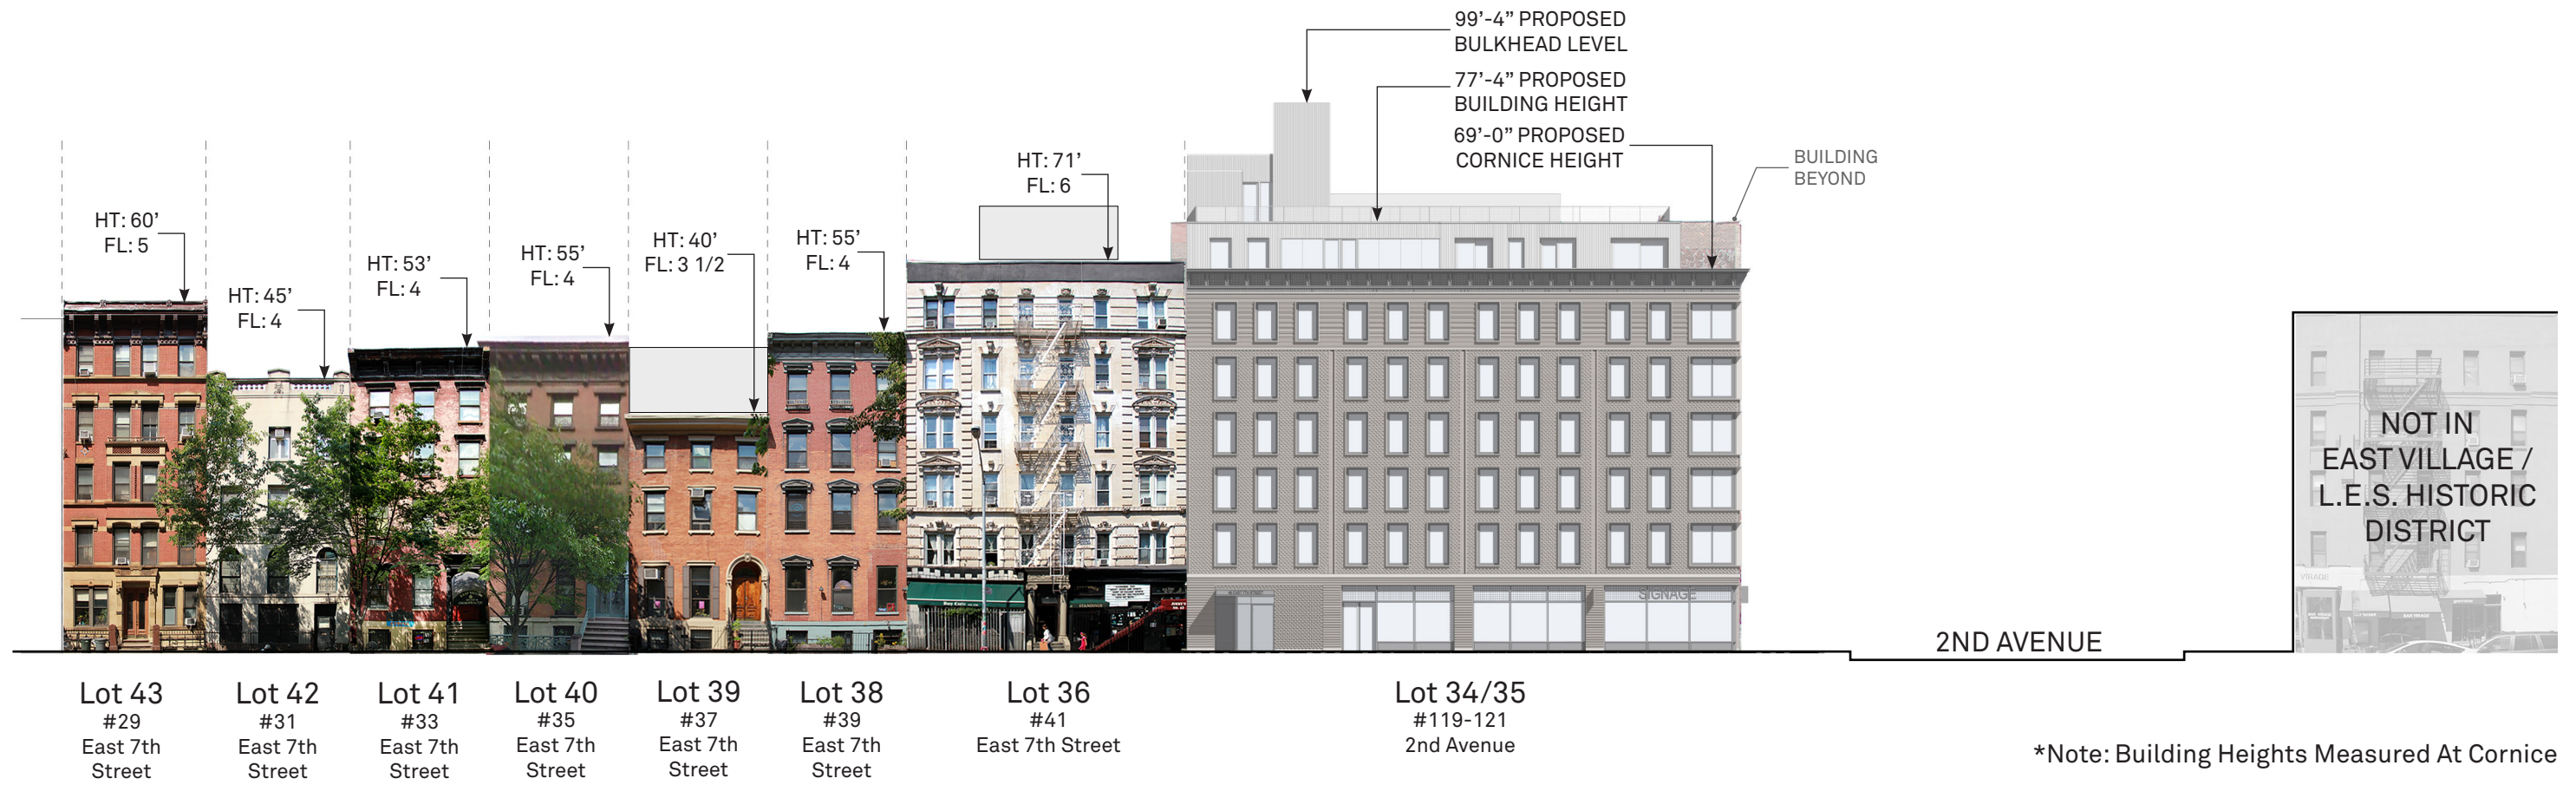 99’-4” PROPOSED
BULKHEAD LEVEL
77’-4” PROPOSED
BUILDING HEIGHT
69’-0” PROPOSED
CORNICE HEIGHT
BUILDING
BEYOND
HT: 60’
FL: 5
HT: 45’
FL: 4
HT: 53’
FL: 4
HT: 55’
FL: 4
HT: 40’
FL: 3 1/2
HT: 55’
FL: 4
HT: 71’
FL: 6
SIGNAGE
NOT IN
EAST VILLAGE /
L.E.S. HISTORIC
DISTRICT
VIRAGE
2ND AVENUE
Lot 43
#29
East 7th
Street
Lot 42
#31
East 7th
Street
Lot 41
#33
East 7th
Street
Lot 40
#35
East 7th
Street
Lot 39
#37
East 7th
Street
Lot 38
#39
East 7th
Street
Lot 36
#41
East 7th Street
Lot 34/35
#119-121
2nd Avenue
*Note: Building Heights Measured At Cornice